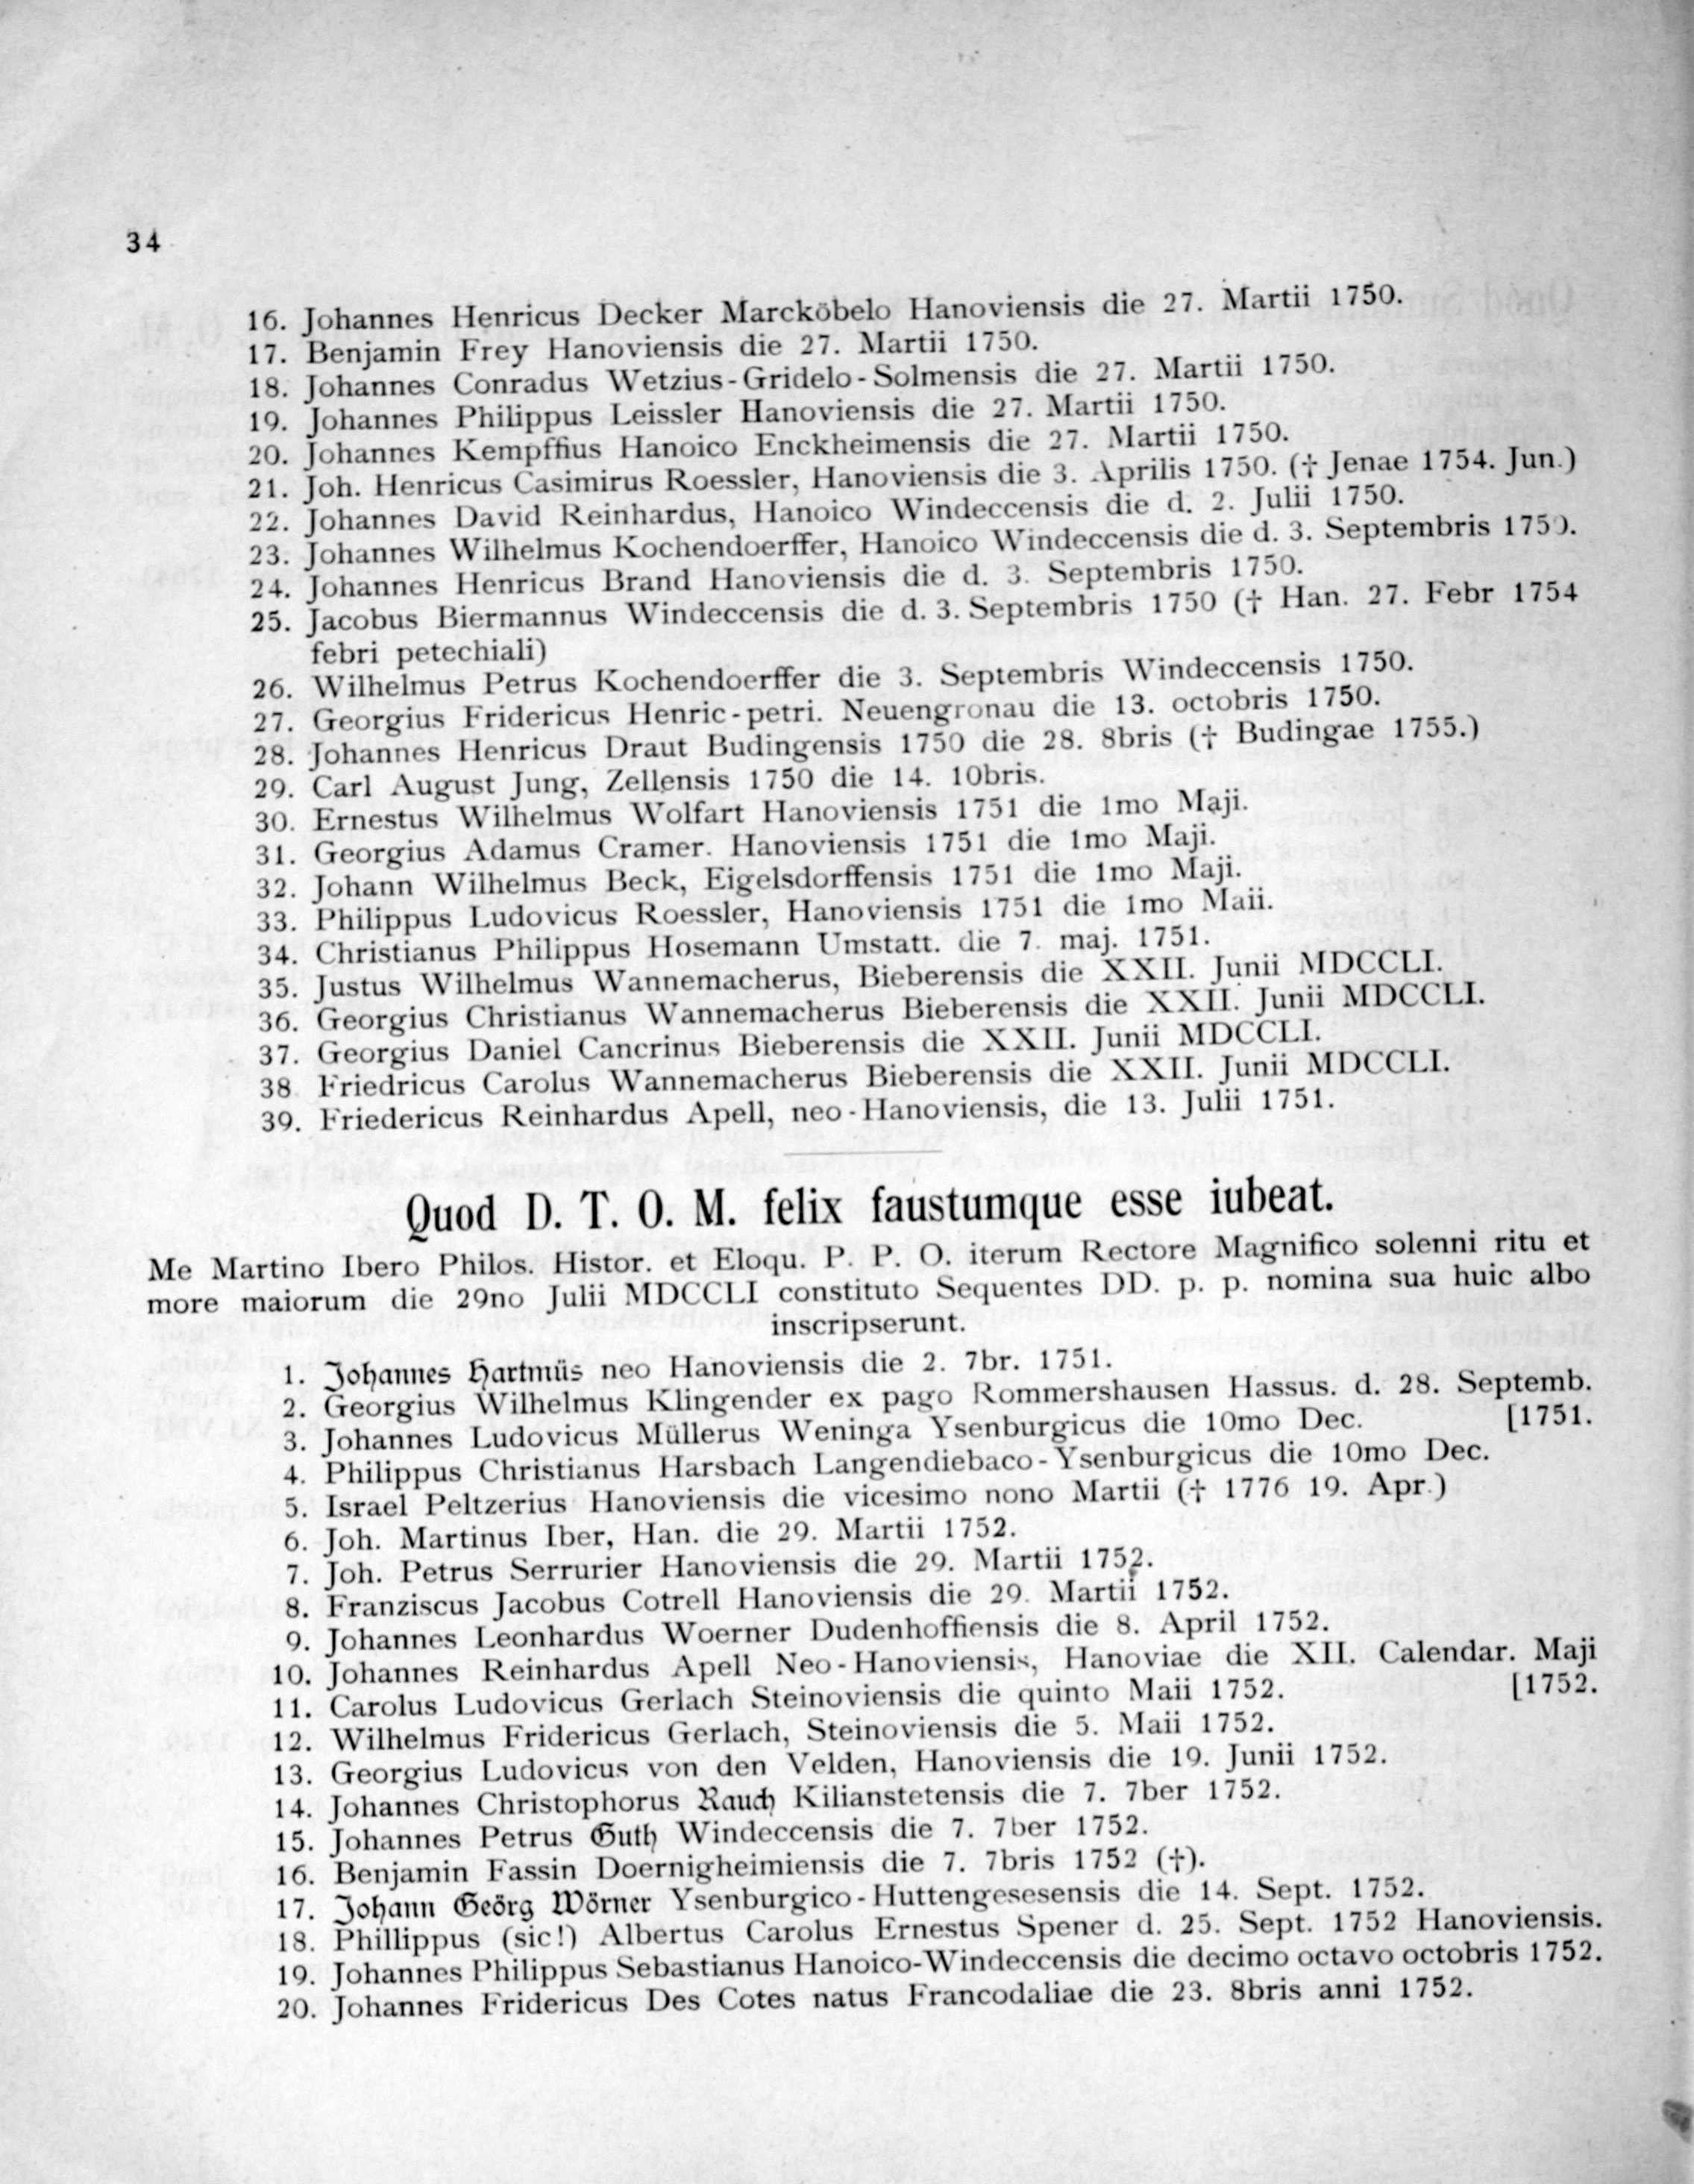 34
16. Johannes Henricus Decker Marcköbelo Hanoviensis die 27. Martii 1750.
17. Benjamin Frey Hanoviensis die 27. Martii 1750.
18. Johannes Conradus Wetzius-Gridelo-Solmensis die 27. Martii 1750.
19. Johannes Philippus Leissler Hanoviensis die 27. Martii 1750.
20. Johannes Kempffius Hanoico Enckheimensis die 27. Martii 1750.
21. Joh. Henricus Casimirus Roessler, Hanoviensis die 3. Aprilis 1750. († Jenae 1754. Jun.)
22. Johannes David Reinhardus, Hanoico Windeccensis die d. 2. Julii 1750.
23. Johannes Wilhelmus Kochendoerffer, Hanoico Windeccensis die d. 3. Septembris 1750.
24. Johannes Henricus Brand Hanoviensis die d. 3. Septembris 1750.
25. Jacobus Biermannus Windeccensis die d. 3. Septembris 1750 († Han. 27. Febr 1754
febri petechiali)
26. Wilhelmus Petrus Kochendoerffer die 3. Septembris Windeccensis 1750.
27. Georgius Fridericus Henric-petri. Neuengronau die 13. octobris 1750.
28. Johannes Henricus Draut Budingensis 1750 die 28. 8bris († Budingae 1755.)
29. Carl August Jung, Zellensis 1750 die 14. 10bris.
30. Ernestus Wilhelmus Wolfart Hanoviensis 1751 die 1mo Maji.
31. Georgius Adamus Cramer. Hanoviensis 1751 die 1mo Maji.
32. Johann Wilhelmus Beck, Eigelsdorffensis 1751 die 1mo Maji.
33. Philippus Ludovicus Roessler, Hanoviensis 1751 die 1mo Maii.
34. Christianus Philippus Hosemann Umstatt. die 7. maj. 1751.
35. Justus Wilhelmus Wannemacherus, Bieberensis die XXII. Junii MDCCLI.
36. Georgius Christianus Wannemacherus Bieberensis die XXII. Junii MDCCLI.
37. Georgius Daniel Cancrinus Bieberensis die XXII. Junii MDCCLI.
38. Friedricus Carolus Wannemacherus Bieberensis die XXII. Junii MDCCLI.
39. Friedericus Reinhardus Apell, neo-Hanoviensis, die 13. Julii 1751.
Quod D. T. O. M. felix faustumque esse iubeat.
Me Martino Ibero Philos. Histor. et Eloqu. P. P. O. iterum Rectore Magnifico solenni ritu et
more maiorum die 29no Julii MDCCLI constituto Sequentes DD. p. p. nomina sua huic albo
inscripserunt.
1. Johannes Hartmüs neo Hanoviensis die 2. 7br. 1751.
2. Georgius Wilhelmus Klingender ex pago Rommershausen Hassus. d. 28. Septemb.
3. Johannes Ludovicus Müllerus Weninga Ysenburgicus die 10mo Dec. [1751.
4. Philippus Christianus Harsbach Langendiebaco-Ysenburgicus die 10mo Dec.
5. Israel Peltzerius Hanoviensis die vicesimo nono Martii († 1776 19. Apr.)
6. Joh. Martinus Iber, Han. die 29. Martii 1752.
7. Joh. Petrus Serrurier Hanoviensis die 29. Martii 1752.
8. Franziscus Jacobus Cotrell Hanoviensis die 29. Martii 1752.
9. Johannes Leonhardus Woerner Dudenhoffiensis die 8. April 1752.
10. Johannes Reinhardus Apell Neo-Hanoviensis, Hanoviae die XII. Calendar. Maji
11. Carolus Ludovicus Gerlach Steinoviensis die quinto Maii 1752. [1752.
12. Wilhelmus Fridericus Gerlach, Steinoviensis die 5. Maii 1752.
13. Georgius Ludovicus von den Velden, Hanoviensis die 19. Junii 1752.
14. Johannes Christophorus Rauch Kilianstetensis die 7. 7ber 1752.
15. Johannes Petrus Guth Windeccensis die 7. 7ber 1752.
16. Benjamin Fassin Doernigheimiensis die 7. 7bris 1752 (†).
17. Johann Geörg Wörner Ysenburgico-Huttengesesensis die 14. Sept. 1752.
18. Phillippus (sic!) Albertus Carolus Ernestus Spener d. 25. Sept. 1752 Hanoviensis.
19. Johannes Philippus Sebastianus Hanoico-Windeccensis die decimo octavo octobris 1752.
20. Johannes Fridericus Des Cotes natus Francodaliae die 23. 8bris anni 1752.